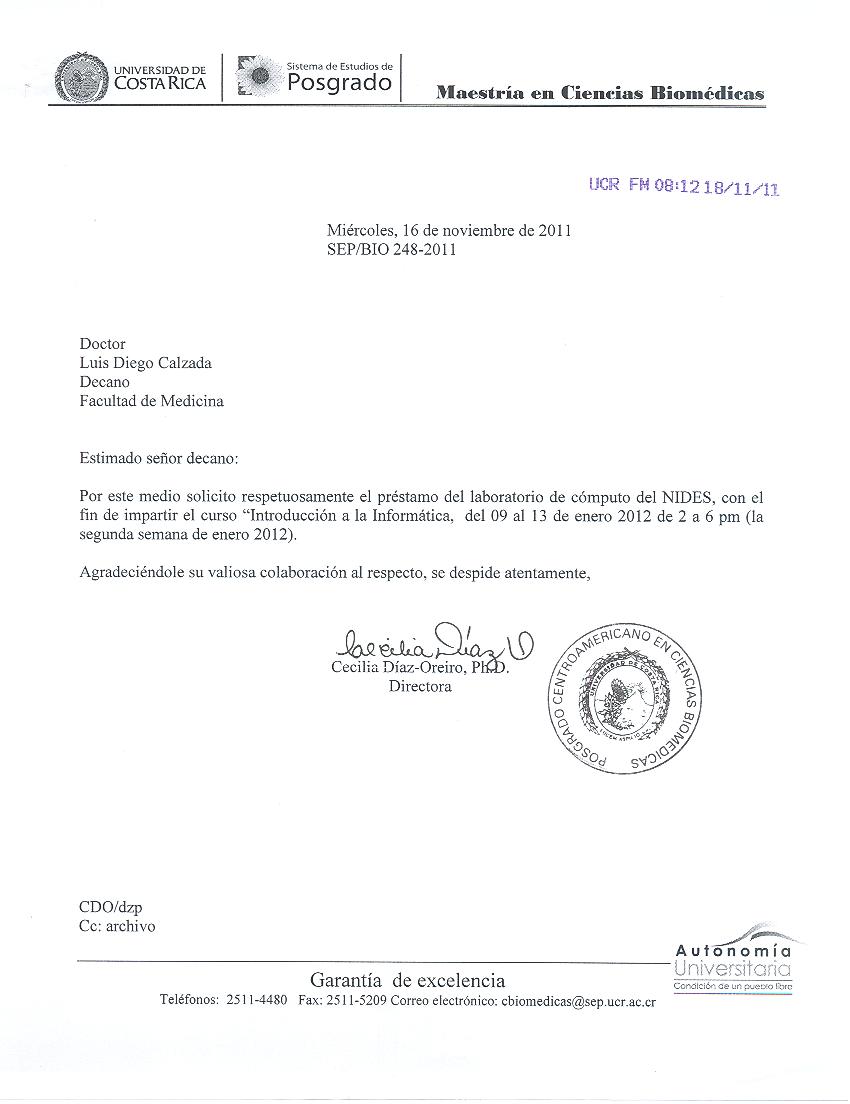 UNIVERSIDAD DE
COSTA RICA
Sistema de Estudios de
Posgrado
Maestría en Ciencias Biomédicas
UCR FM 08:12 18/11/11
Miércoles, 16 de noviembre de 2011
SEP/BIO 248-2011
Doctor
Luis Diego Calzada
Decano
Facultad de Medicina
Estimado señor decano:
Por este medio solicito respetuosamente el préstamo del laboratorio de cómputo del NIDES, con el
fin de impartir el curso “Introducción a la Informática, del 09 al 13 de enero 2012 de 2 a 6 pm (la
segunda semana de enero 2012).
Agradeciéndole su valiosa colaboración al respecto, se despide atentamente,
Cecilia Díaz
Cecilia Díaz-Oreiro, Ph.D.
Directora
POSGRADO CENTROAMERICANO EN CIENCIAS BIOMEDICAS
UNIVERSIDAD DE COSTA RICA
CDO/dzp
Cc: archivo
Autonomía
Universitaria
Condición de un pueblo libre
Garantía de excelencia
Teléfonos: 2511-4480 Fax: 2511-5209 Correo electrónico: cbiomedicas@sep.ucr.ac.cr